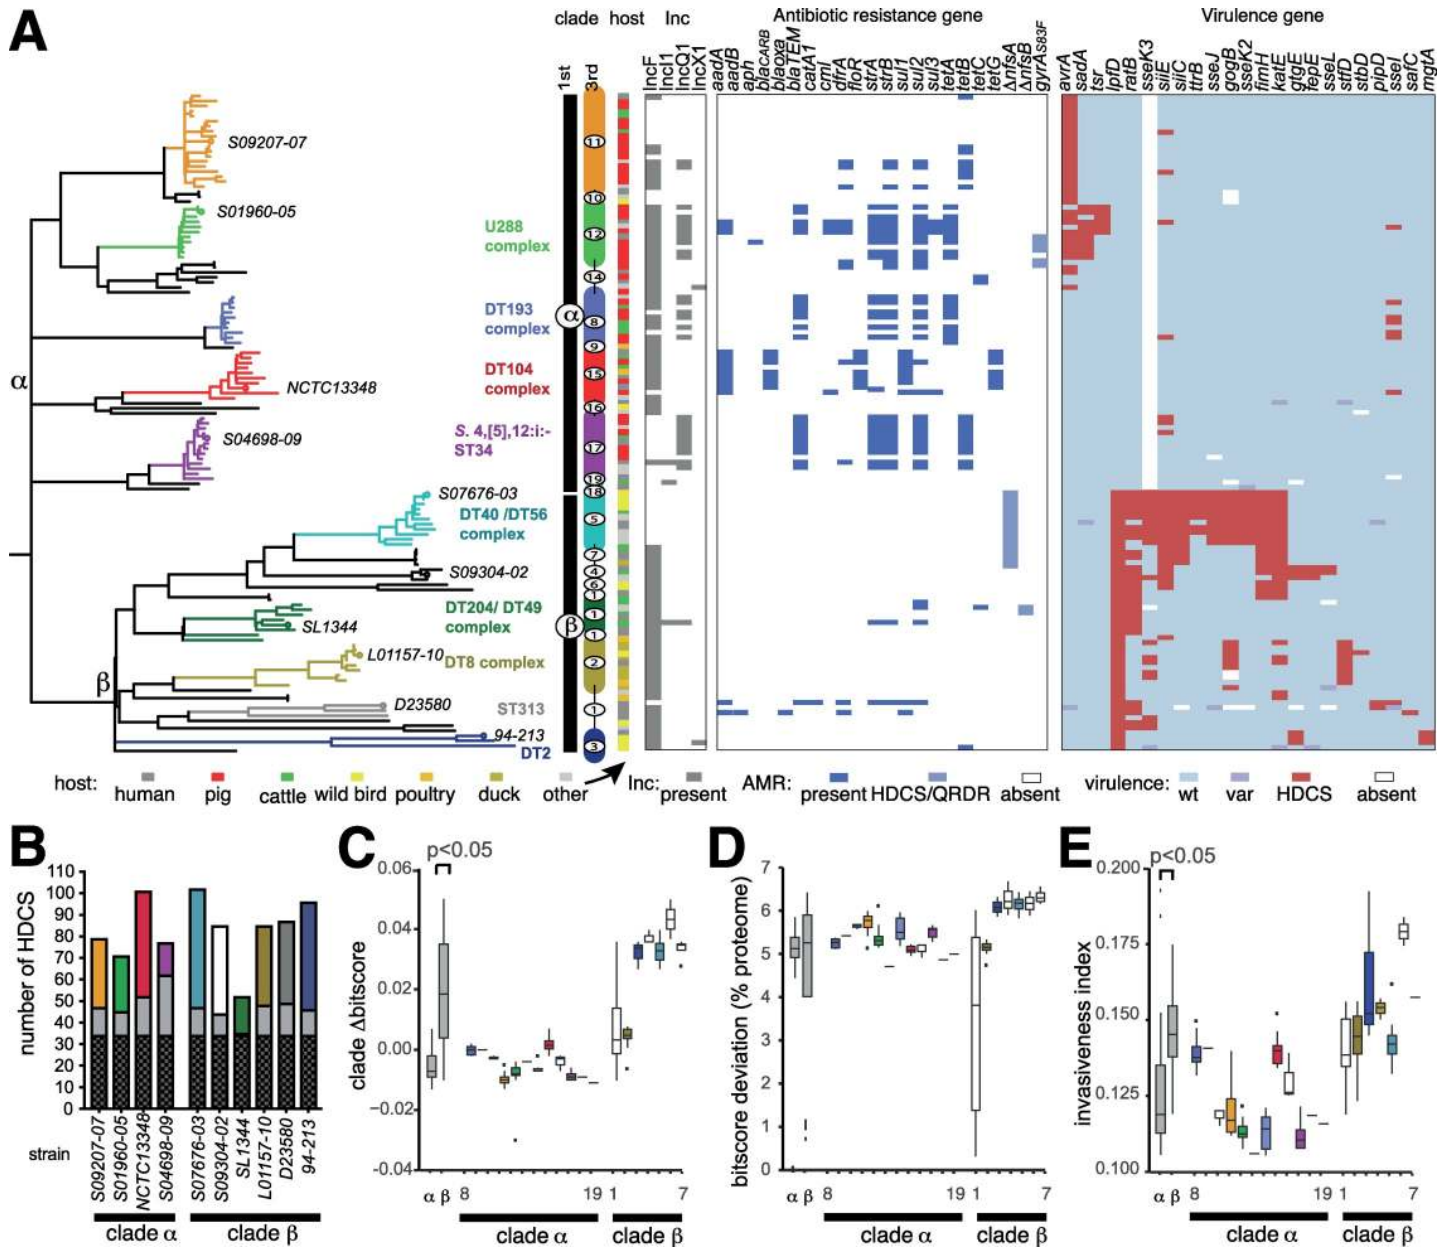 A
clade host Inc Antibiotic resistance gene Virulence gene
1st
3rd
IncF
IncI1
IncQ1
IncX1
aadA
aadB
aph
blaCARB
blaoxa
blaTEM
catA1
cml
dfrA
floR
strA
strB
sul1
sul2
sul3
tetA
tetB
tetC
tetG
ΔnfsA
ΔnfsB
gyrAS83F
avrA
sadA
tsr
lpfD
ratB
sseK3
siiE
siiC
ttrB
sseJ
gogB
sseK2
fimH
katE
gtgE
fepE
sseL
stfD
stbD
pipD
sseI
safC
mgtA
S09207-07
S01960-05
NCTC13348
S04698-09
S07676-03
S09304-02
SL1344
L01157-10
D23580
94-213
α
β
U288
complex
DT193
complex
DT104
complex
S. 4,[5],12:i:-
ST34
DT40 /DT56
complex
DT204/ DT49
complex
DT8 complex
ST313
DT2
α
β
11
10
12
14
8
9
15
16
17
19
18
5
7
4
6
1
1
1
2
1
3
host: human pig cattle wild bird poultry duck other
Inc: present
AMR: present HDCS/QRDR absent
virulence: wt var HDCS absent
B
number of HDCS
110
100
90
80
70
60
50
40
30
20
10
0
strain
S09207-07
S01960-05
NCTC13348
S04698-09
S07676-03
S09304-02
SL1344
L01157-10
D23580
94-213
clade α clade β
C
p<0.05
clade Δbitscore
0.06
0.04
0.02
0.00
−0.02
-0.04
α β 8 19 1 7
clade α clade β
D
bitscore deviation (% proteome)
7
6
5
4
3
2
1
0
α β 8 19 1 7
clade α clade β
E
p<0.05
invasiveness index
0.200
0.175
0.150
0.125
0.100
α β 8 19 1 7
clade α clade β